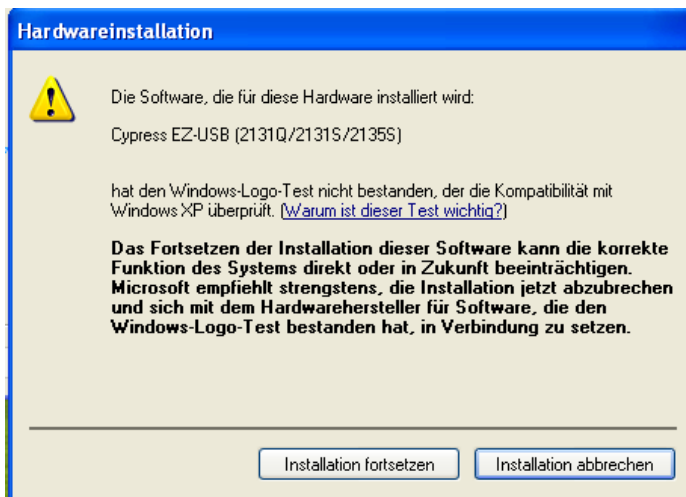 Hardwareinstallation
Die Software, die für diese Hardware installiert wird:
Cypress EZ-USB (2131Q/2131S/2135S)
hat den Windows-Logo-Test nicht bestanden, der die Kompatibilität mit
Windows XP überprüft. (Warum ist dieser Test wichtig?)
Das Fortsetzen der Installation dieser Software kann die korrekte
Funktion des Systems direkt oder in Zukunft beeinträchtigen.
Microsoft empfiehlt strengstens, die Installation jetzt abzubrechen
und sich mit dem Hardwarehersteller für Software, die den
Windows-Logo-Test bestanden hat, in Verbindung zu setzen.
Installation fortsetzen
Installation abbrechen